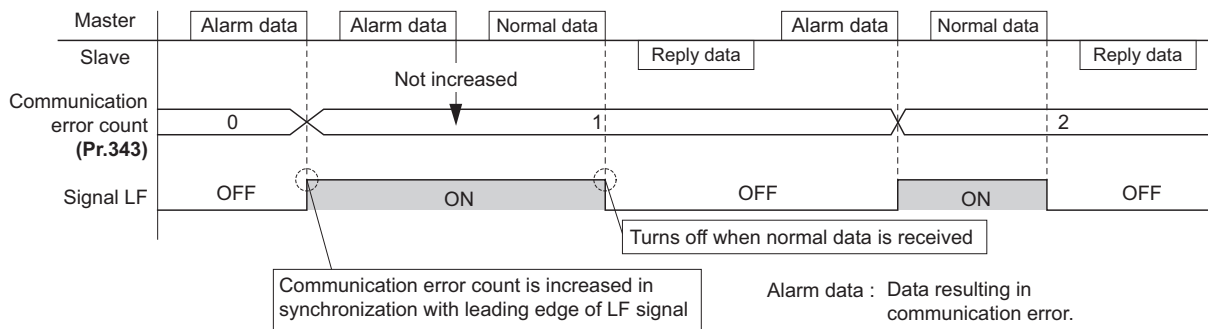 Master
Alarm data
Alarm data
Normal data
Alarm data
Normal data
Slave
Reply data
Reply data
Not increased
Communication
error count
(Pr.343)
0
1
2
Signal LF
OFF
ON
OFF
ON
OFF
Turns off when normal data is received
Communication error count is increased in
synchronization with leading edge of LF signal
Alarm data : Data resulting in
communication error.